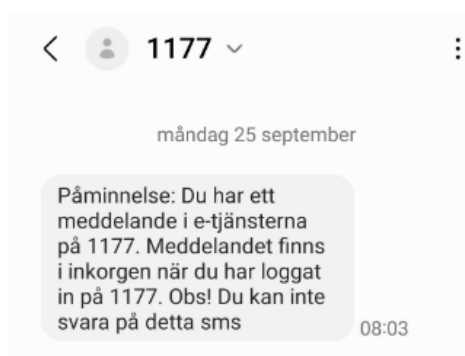 1177
måndag 25 september
Påminnelse: Du har ett
meddelande i e-tjänsterna
på 1177. Meddelandet finns
i inkorgen när du har loggat
in på 1177. Obs! Du kan inte
svara på detta sms
08:03